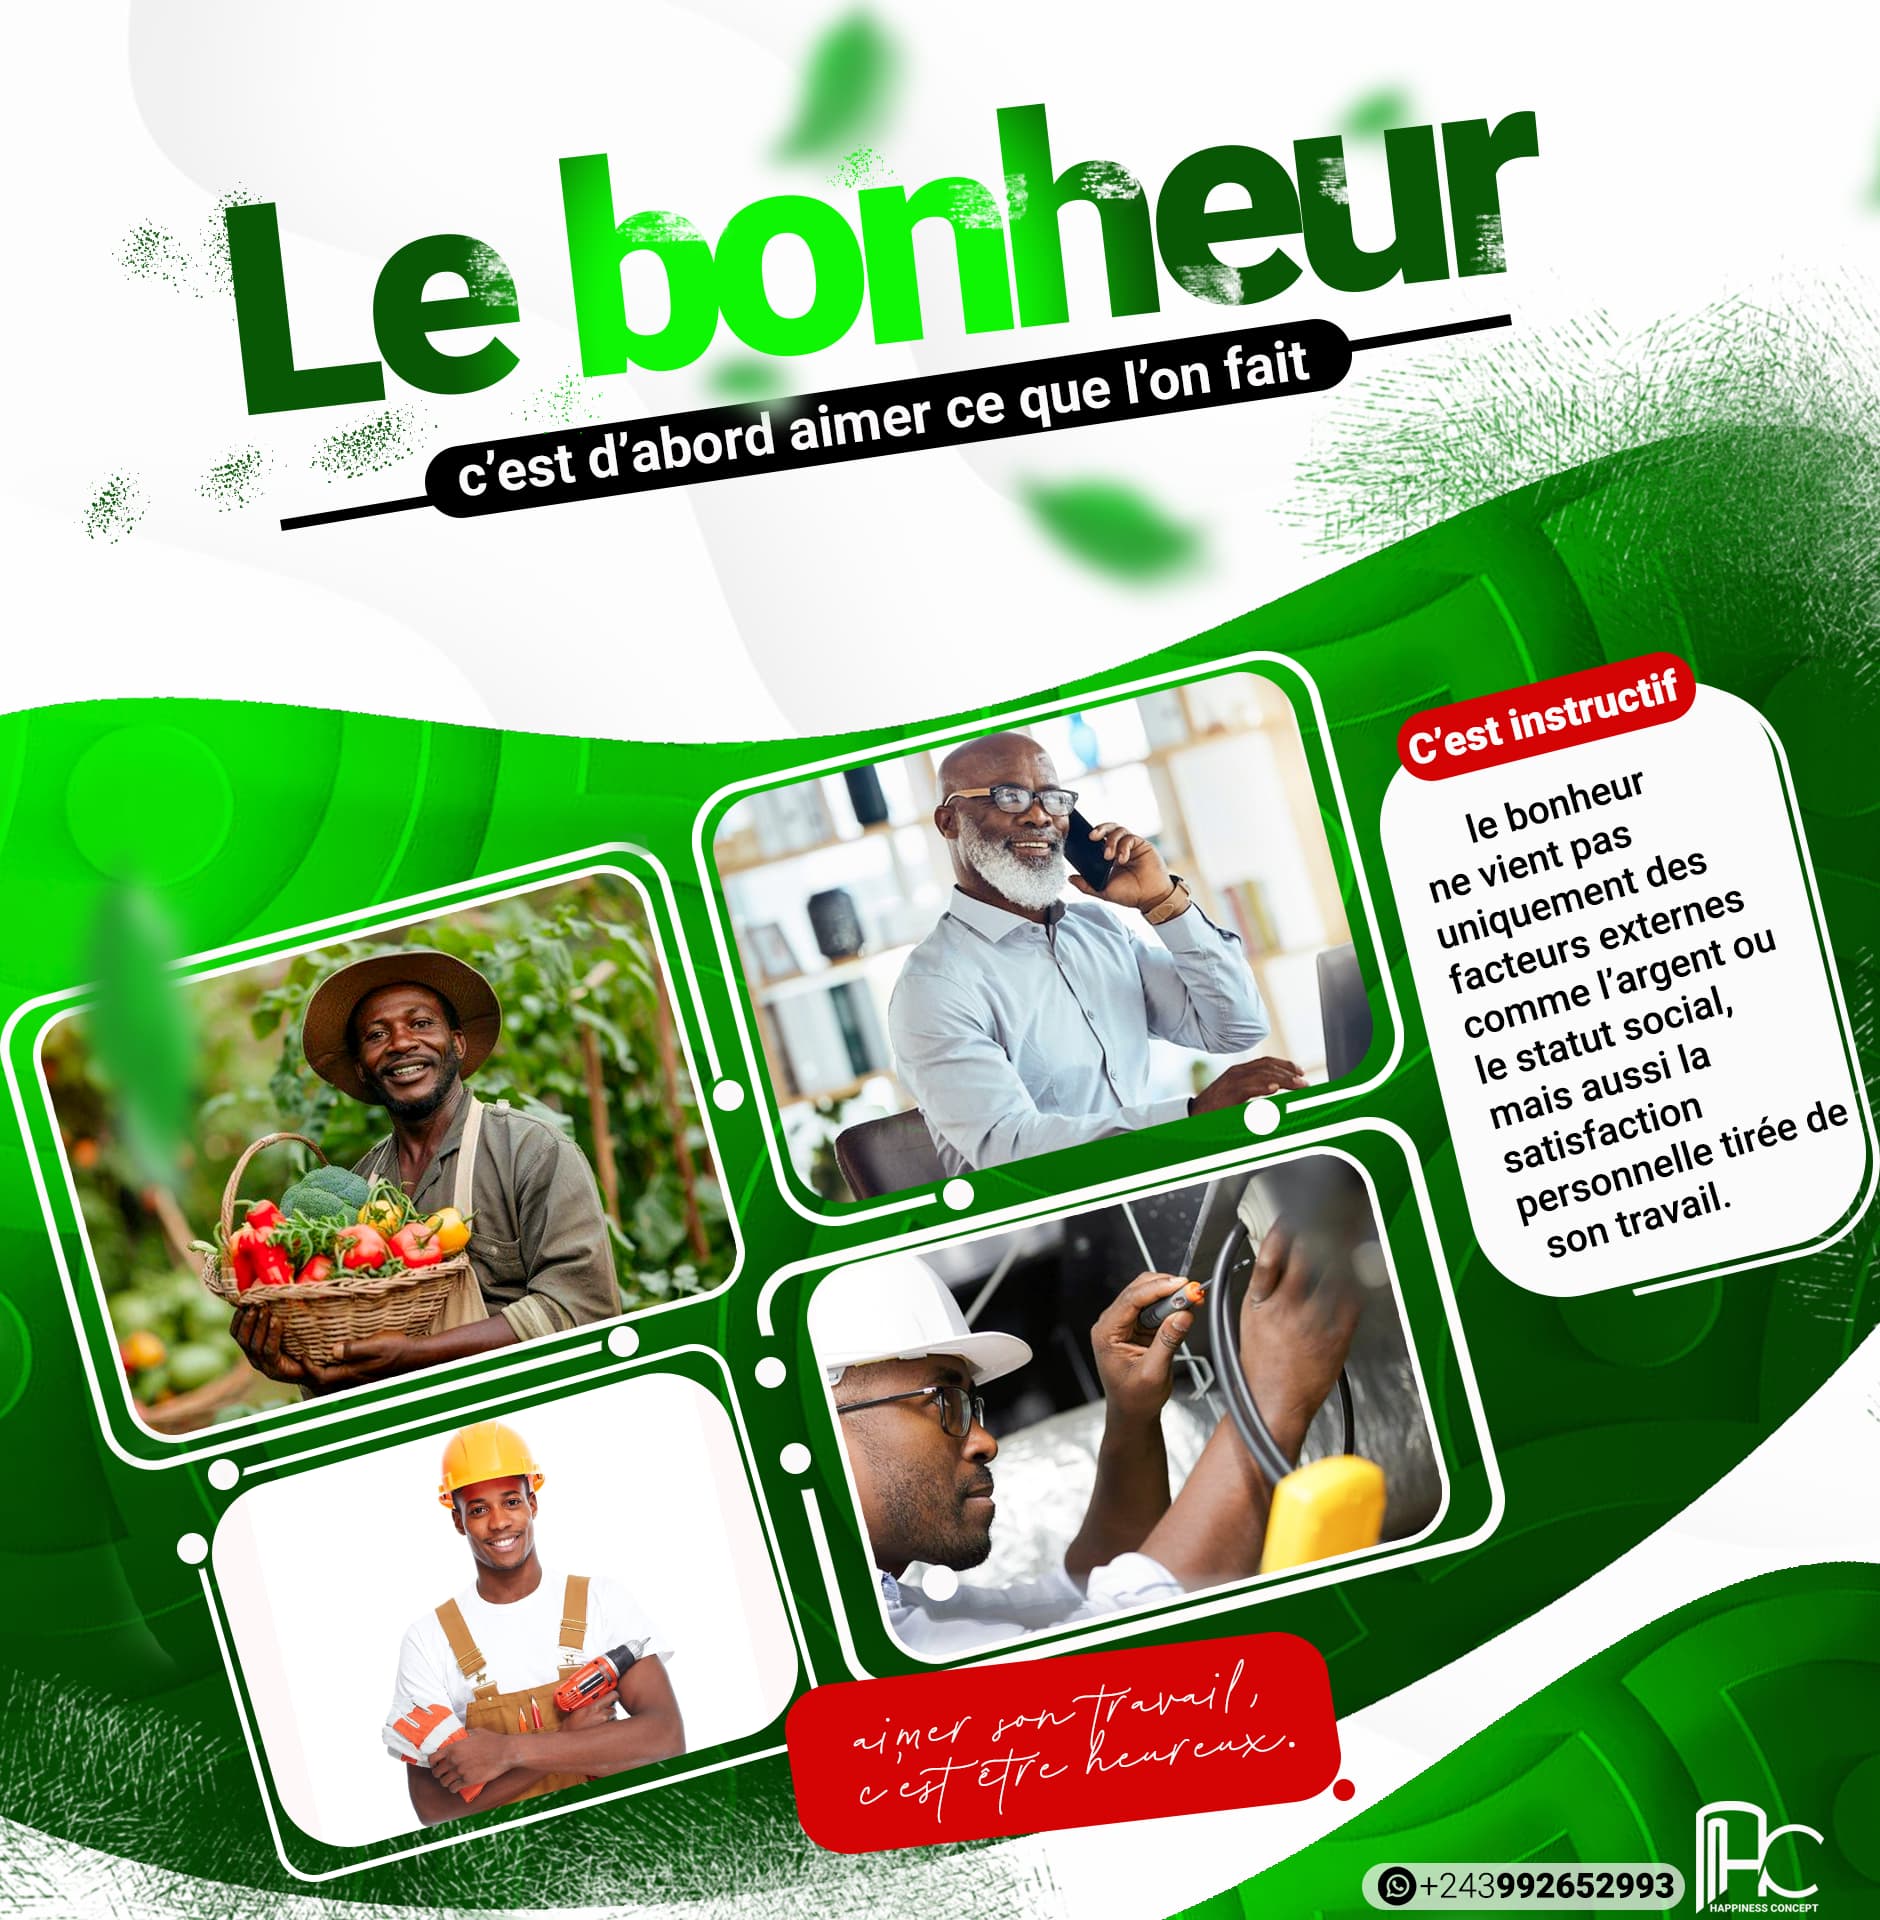 Le bonheur
c'est d'abord aimer ce que l'on fait
C'est instructif
le bonheur
ne vient pas
uniquement des
facteurs externes
comme l'argent ou
le statut social,
mais aussi la
satisfaction
personnelle tirée de
son travail.
aimer son travail,
c'est être heureux.
+243992652993
HC
HAPPINESS CONCEPT